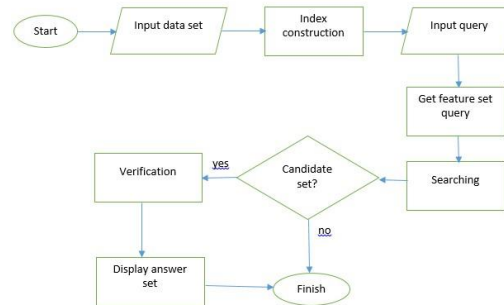 Start
Input data set
Index
construction
Input query
Get feature set
query
Searching
Candidate
set?
yes
no
Verification
Display answer
set
Finish